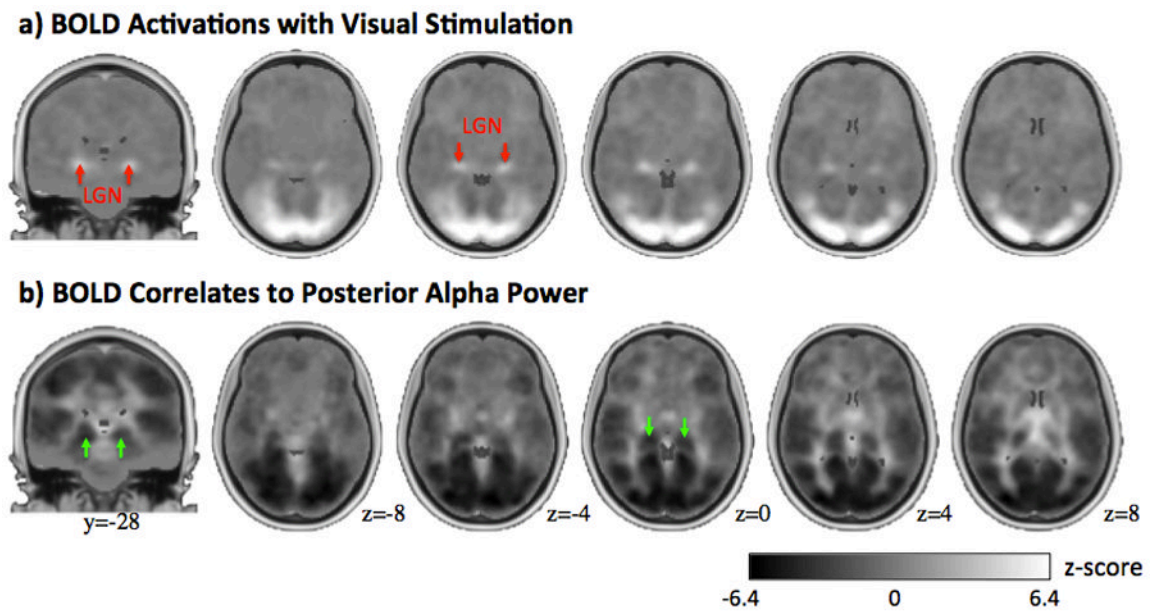 a) BOLD Activations with Visual Stimulation
LGN
LGN
b) BOLD Correlates to Posterior Alpha Power
y=-28
z=-8
z=-4
z=0
z=4
z=8
z-score
-6.4
0
6.4